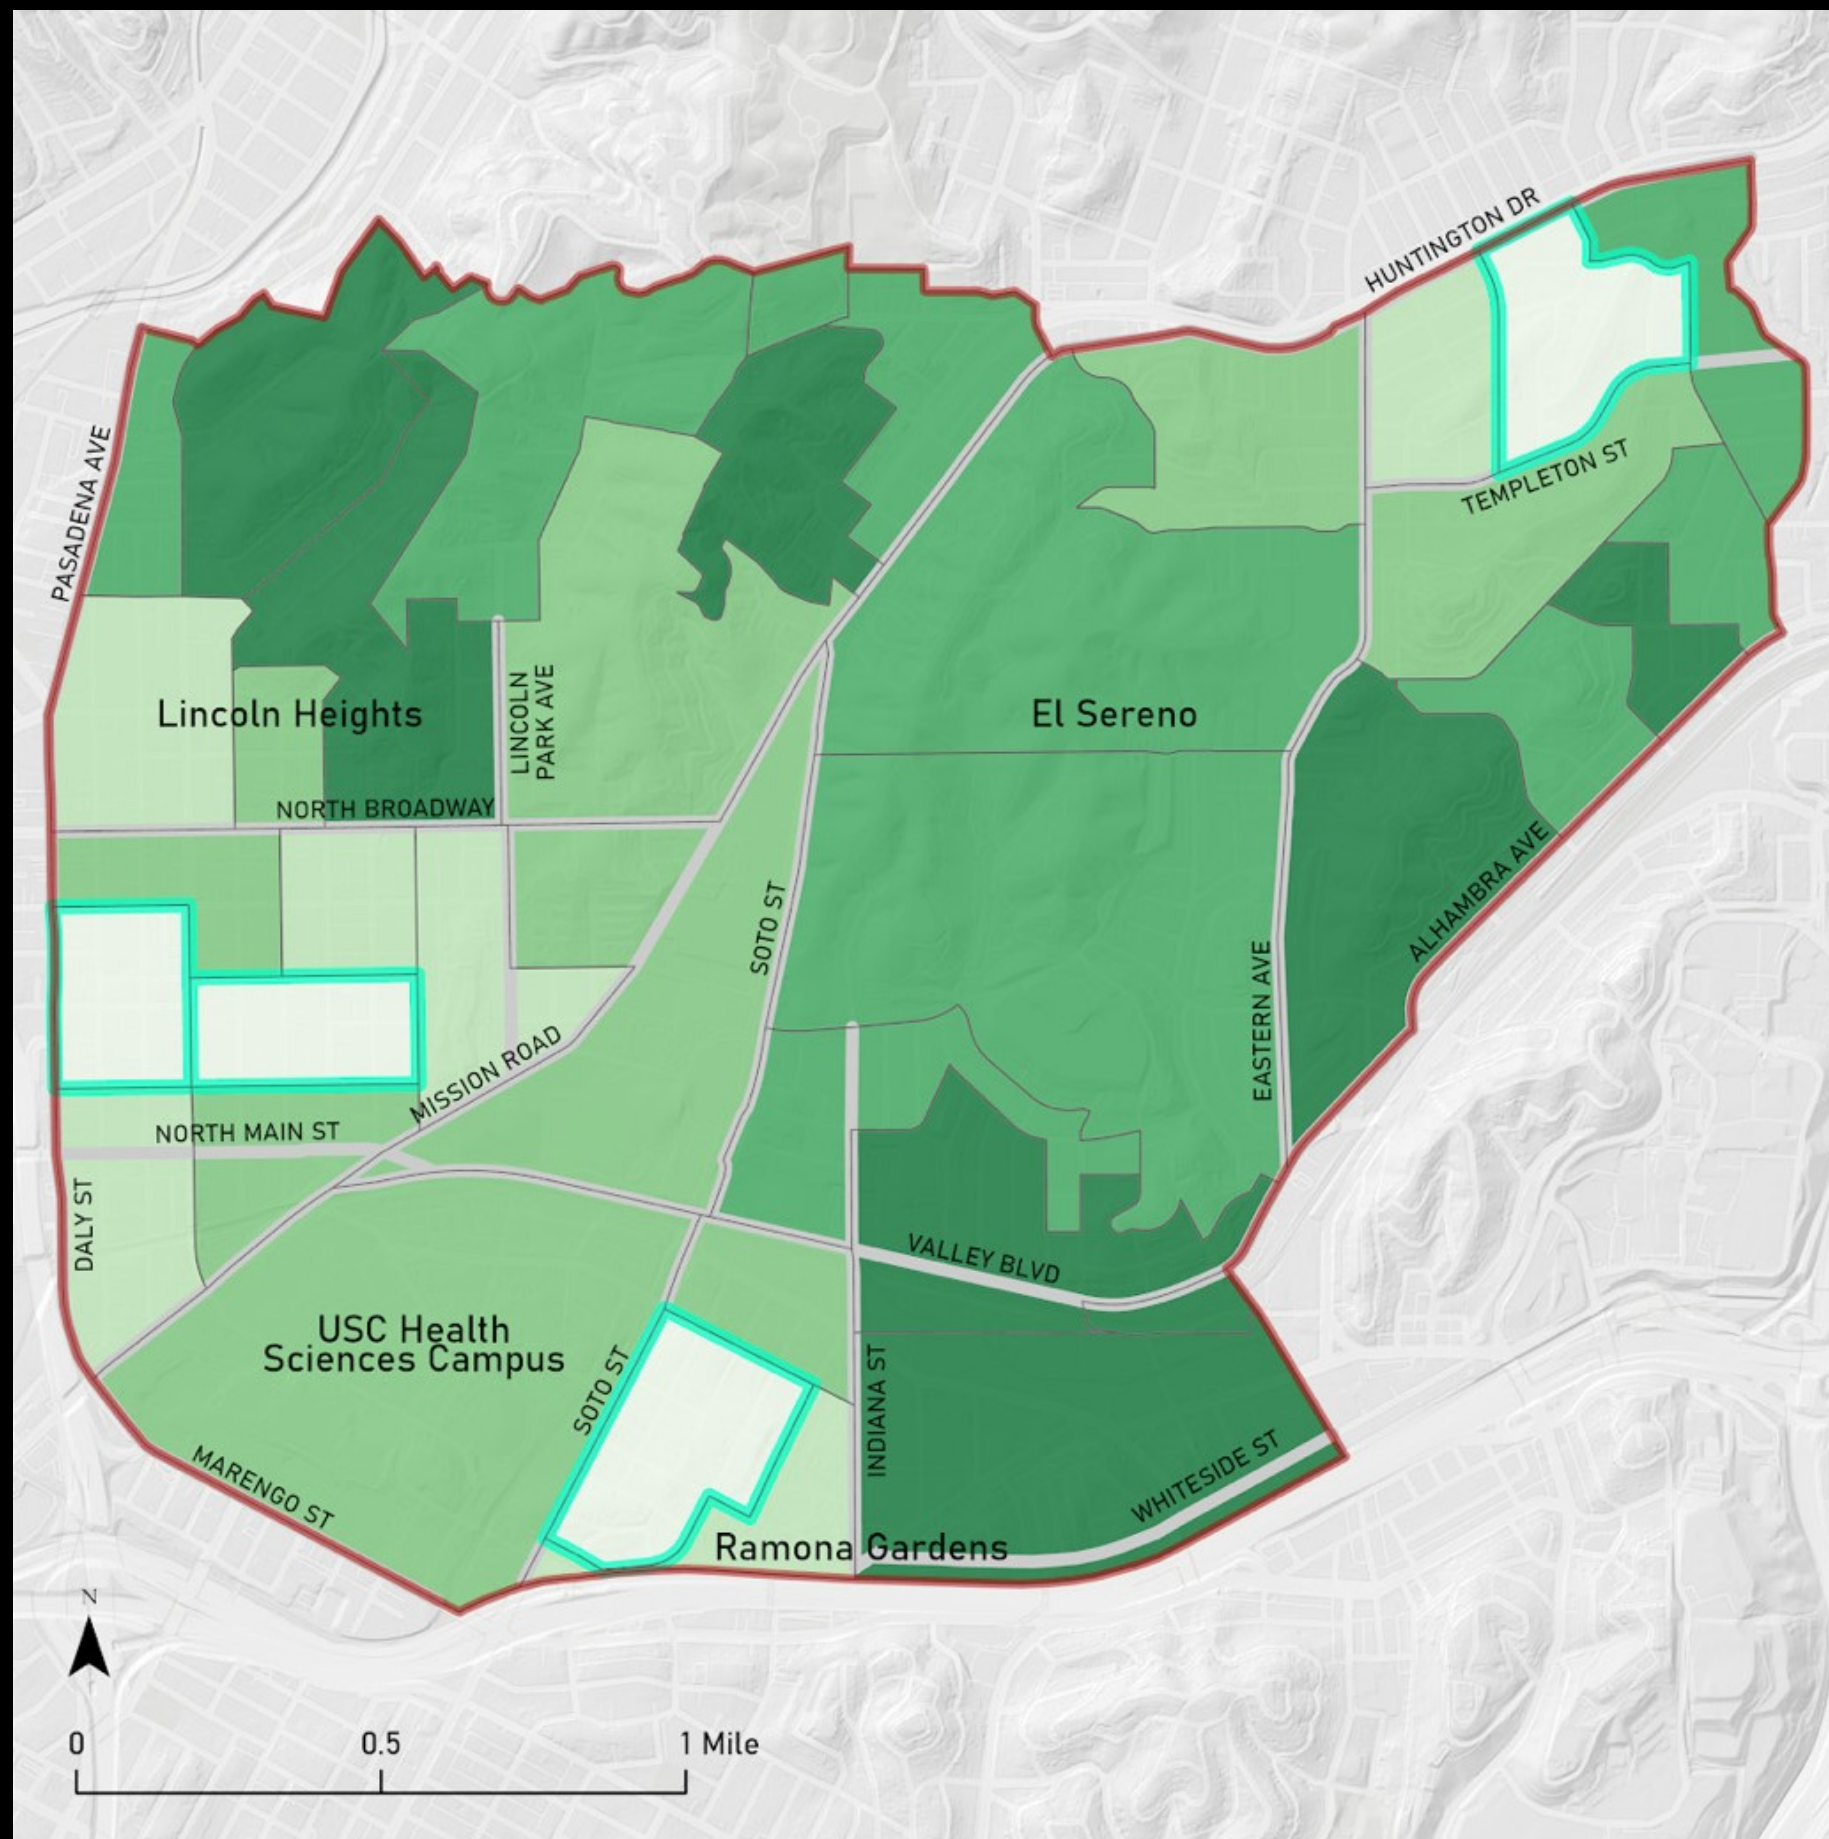 HUNTINGTON DR
PASADENA AVE
TEMPLETON ST
Lincoln Heights
LINCOLN
PARK AVE
El Sereno
NORTH BROADWAY
SOTO ST
ALHAMBRA AVE
EASTERN AVE
MISSION ROAD
NORTH MAIN ST
DALY ST
VALLEY BLVD
USC Health
Sciences Campus
SOTO ST
INDIANA ST
MARENGO ST
WHITESIDE ST
Ramona Gardens
N
0 0.5 1 Mile